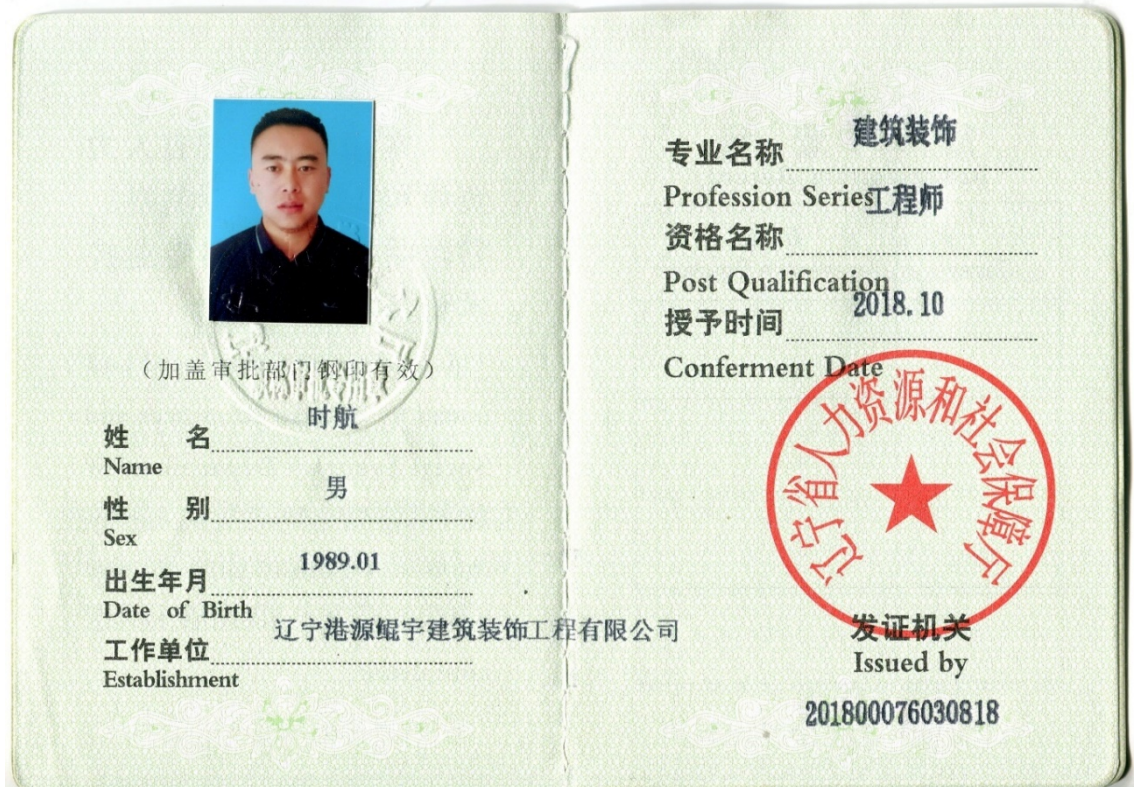 (加盖审批部门钢印有效)
时航
姓 名
Name
男
性 别
Sex
1989.01
出生年月
Date of Birth
辽宁港源鲲宇建筑装饰工程有限公司
工作单位
Establishment
建筑装饰
专业名称
Profession Series
工程师
资格名称
Post Qualification
2018.10
授予时间
Conferment Date
辽宁省人力资源和社会保障厅
发证机关
Issued by
201800076030818